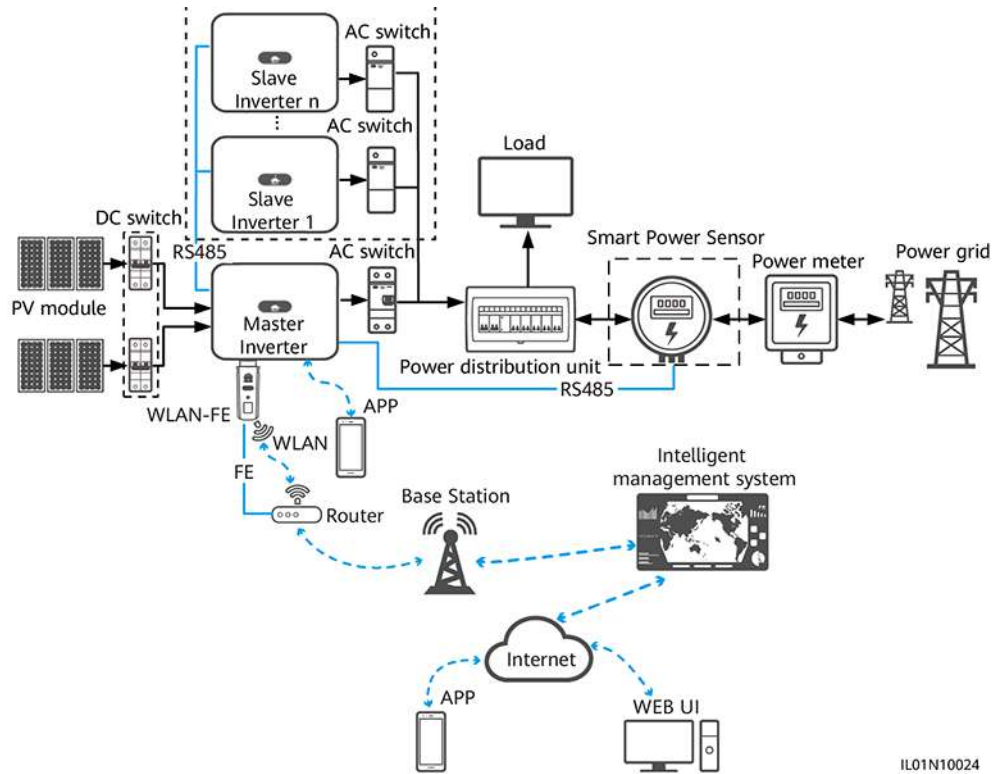 AC switch
Slave
Inverter n
AC switch
Slave
Inverter 1
Load
DC switch
RS485
AC switch
Smart Power Sensor
Power meter
Power grid
PV module
Master
Inverter
Power distribution unit
RS485
WLAN-FE
APP
WLAN
FE
Router
Base Station
Intelligent
management system
Internet
APP
WEB UI
IL01N10024